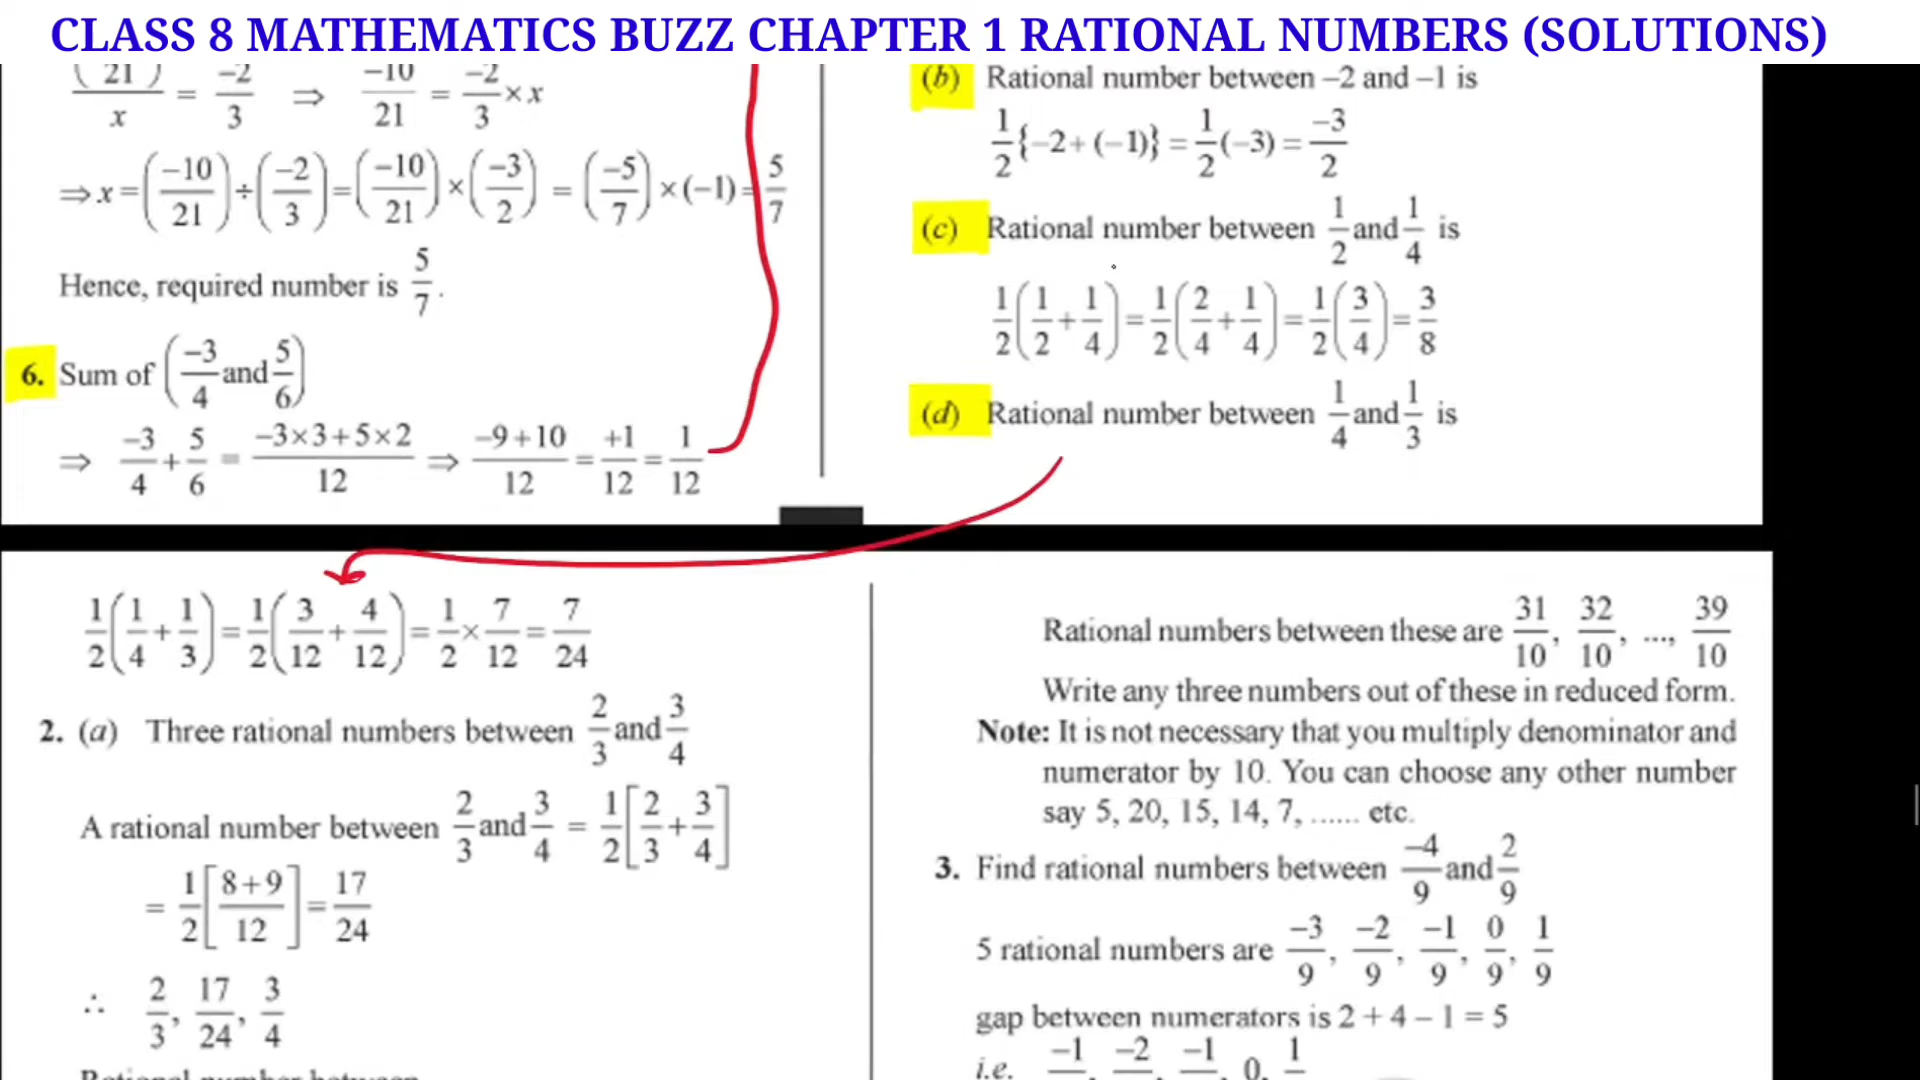 CLASS 8 MATHEMATICS BUZZ CHAPTER 1 RATIONAL NUMBERS (SOLUTIONS)
(21)/x = -2/3 ⇒ -10/21 = -2/3 × x
⇒ x = (-10/21) ÷ (-2/3) = (-10/21) × (-3/2) = (-5/7) × (-1) = 5/7
Hence, required number is 5/7.
6. Sum of (-3/4 and 5/6)
⇒ -3/4 + 5/6 = -3×3+5×2/12 ⇒ -9+10/12 = +1/12 = 1/12
(b) Rational number between –2 and –1 is
1/2{–2+(–1)} = 1/2(–3) = -3/2
(c) Rational number between 1/2 and 1/4 is
1/2(1/2 + 1/4) = 1/2(2/4 + 1/4) = 1/2(3/4) = 3/8
(d) Rational number between 1/4 and 1/3 is
1/2(1/4 + 1/3) = 1/2(3/12 + 4/12) = 1/2 × 7/12 = 7/24
2. (a) Three rational numbers between 2/3 and 3/4
A rational number between 2/3 and 3/4 = 1/2[2/3 + 3/4]
= 1/2[8+9/12] = 17/24
∴ 2/3, 17/24, 3/4
Rational numbers between these are 31/10, 32/10, ..., 39/10
Write any three numbers out of these in reduced form.
Note: It is not necessary that you multiply denominator and
numerator by 10. You can choose any other number
say 5, 20, 15, 14, 7, ...... etc.
3. Find rational numbers between -4/9 and 2/9
5 rational numbers are -3/9, -2/9, -1/9, 0/9, 1/9
gap between numerators is 2 + 4 – 1 = 5
i.e. -1, -2, -1, 0, 1